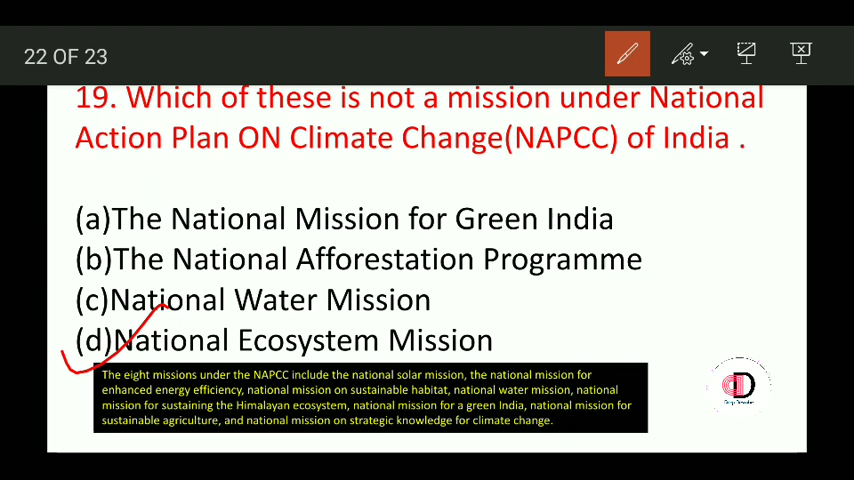 22 OF 23
19. Which of these is not a mission under National
Action Plan ON Climate Change(NAPCC) of India .
(a)The National Mission for Green India
(b)The National Afforestation Programme
(c)National Water Mission
(d)National Ecosystem Mission
The eight missions under the NAPCC include the national solar mission, the national mission for
enhanced energy efficiency, national mission on sustainable habitat, national water mission, national
mission for sustaining the Himalayan ecosystem, national mission for a green India, national mission for
sustainable agriculture, and national mission on strategic knowledge for climate change.